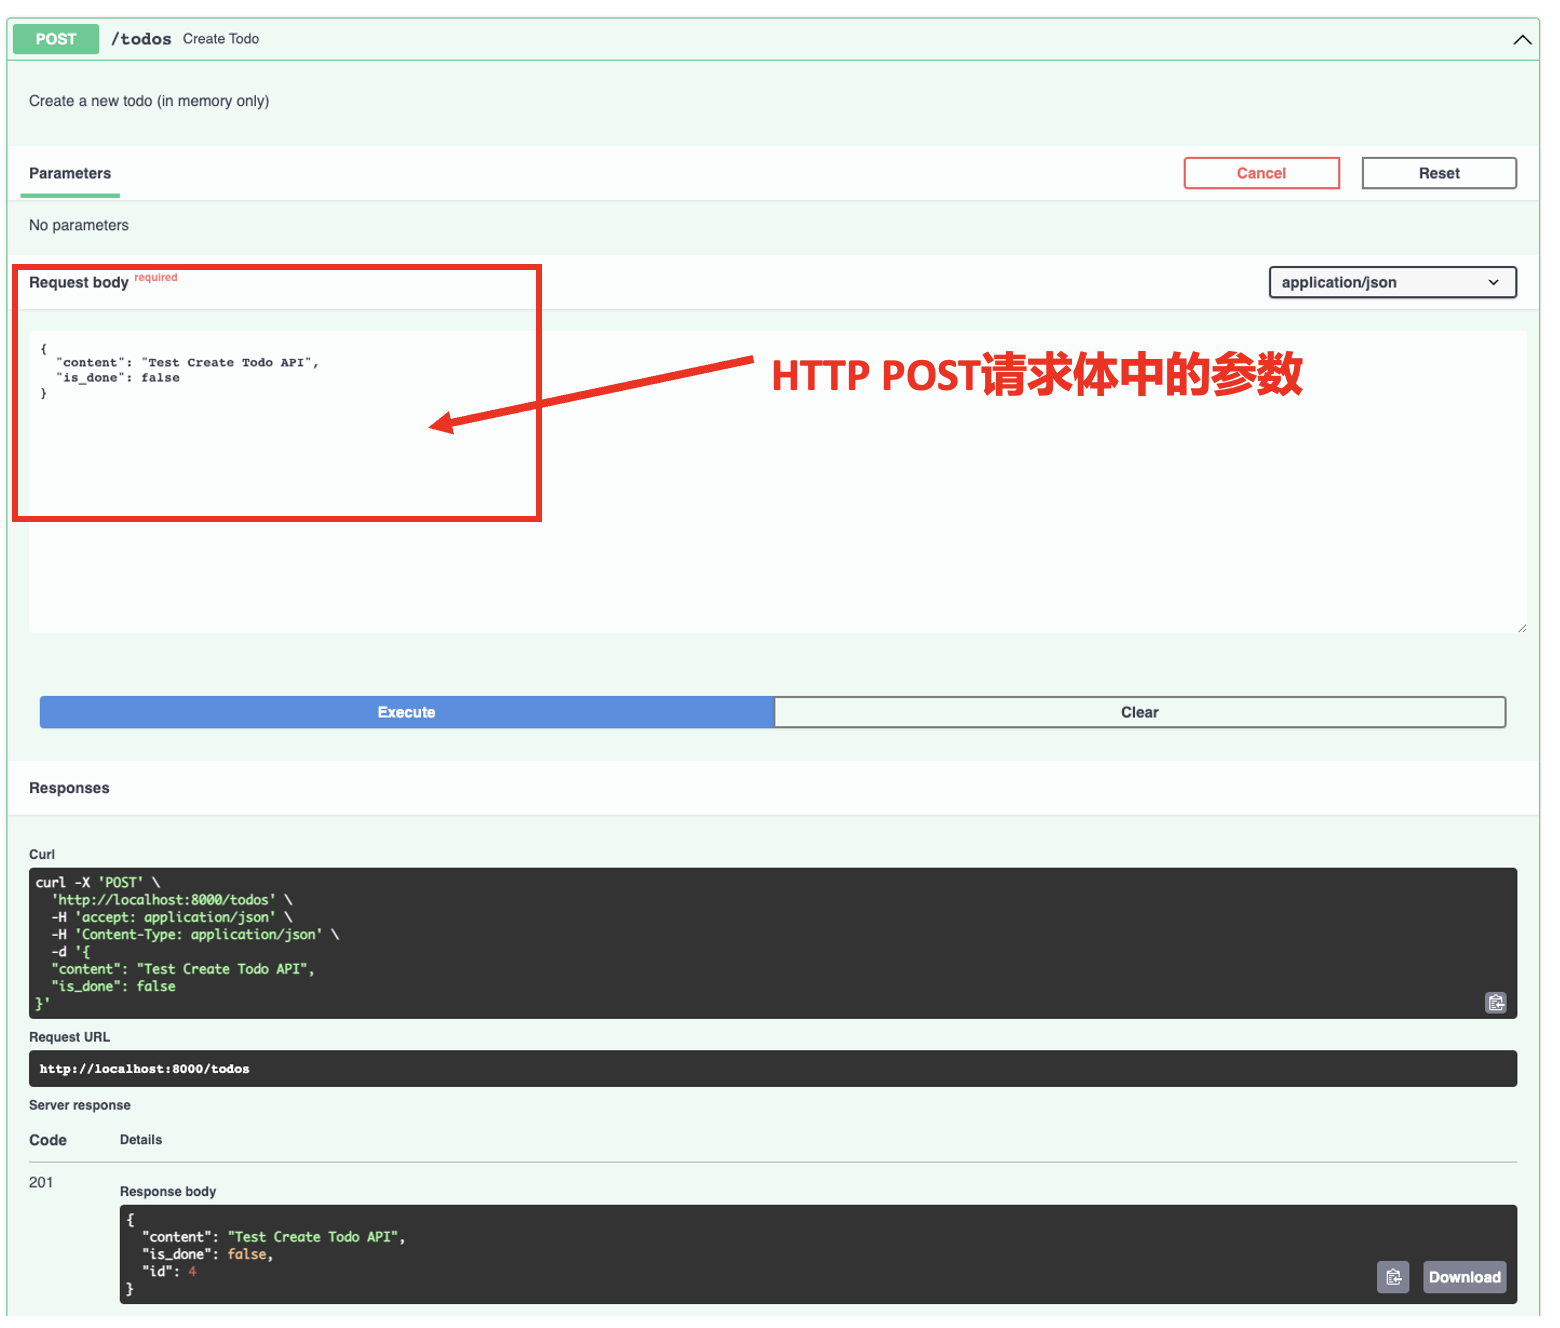 POST /todos Create Todo
Create a new todo (in memory only)
Parameters
Cancel
Reset
No parameters
Request body required
application/json
{
  "content": "Test Create Todo API",
  "is_done": false
}
HTTP POST请求体中的参数
Execute
Clear
Responses
Curl
curl -X 'POST' \
  'http://localhost:8000/todos' \
  -H 'accept: application/json' \
  -H 'Content-Type: application/json' \
  -d '{
  "content": "Test Create Todo API",
  "is_done": false
}'
Request URL
http://localhost:8000/todos
Server response
Code Details
201
Response body
{
  "content": "Test Create Todo API",
  "is_done": false,
  "id": 4
}
Download